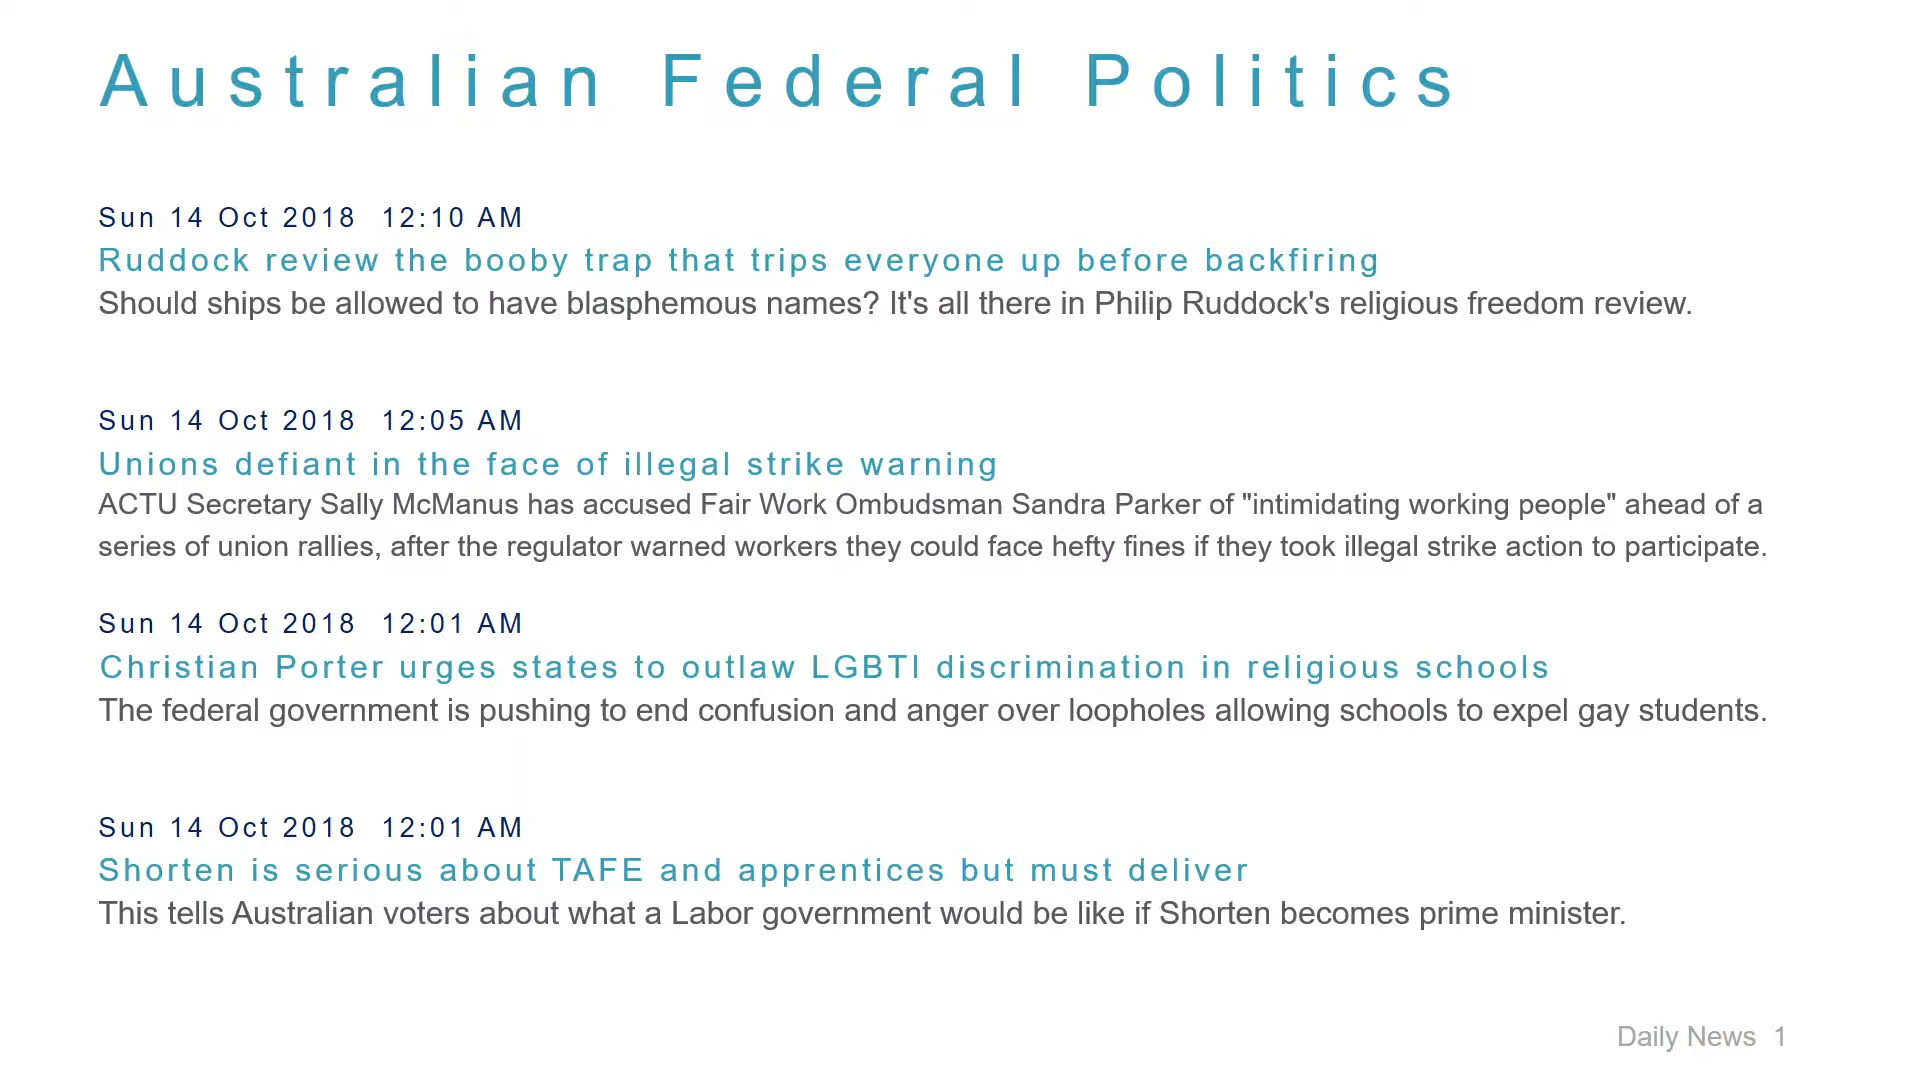 Australian Federal Politics
Sun 14 Oct 2018 12:10 AM
Ruddock review the booby trap that trips everyone up before backfiring
Should ships be allowed to have blasphemous names? It's all there in Philip Ruddock's religious freedom review.
Sun 14 Oct 2018 12:05 AM
Unions defiant in the face of illegal strike warning
ACTU Secretary Sally McManus has accused Fair Work Ombudsman Sandra Parker of "intimidating working people" ahead of a
series of union rallies, after the regulator warned workers they could face hefty fines if they took illegal strike action to participate.
Sun 14 Oct 2018 12:01 AM
Christian Porter urges states to outlaw LGBTI discrimination in religious schools
The federal government is pushing to end confusion and anger over loopholes allowing schools to expel gay students.
Sun 14 Oct 2018 12:01 AM
Shorten is serious about TAFE and apprentices but must deliver
This tells Australian voters about what a Labor government would be like if Shorten becomes prime minister.
Daily News 1